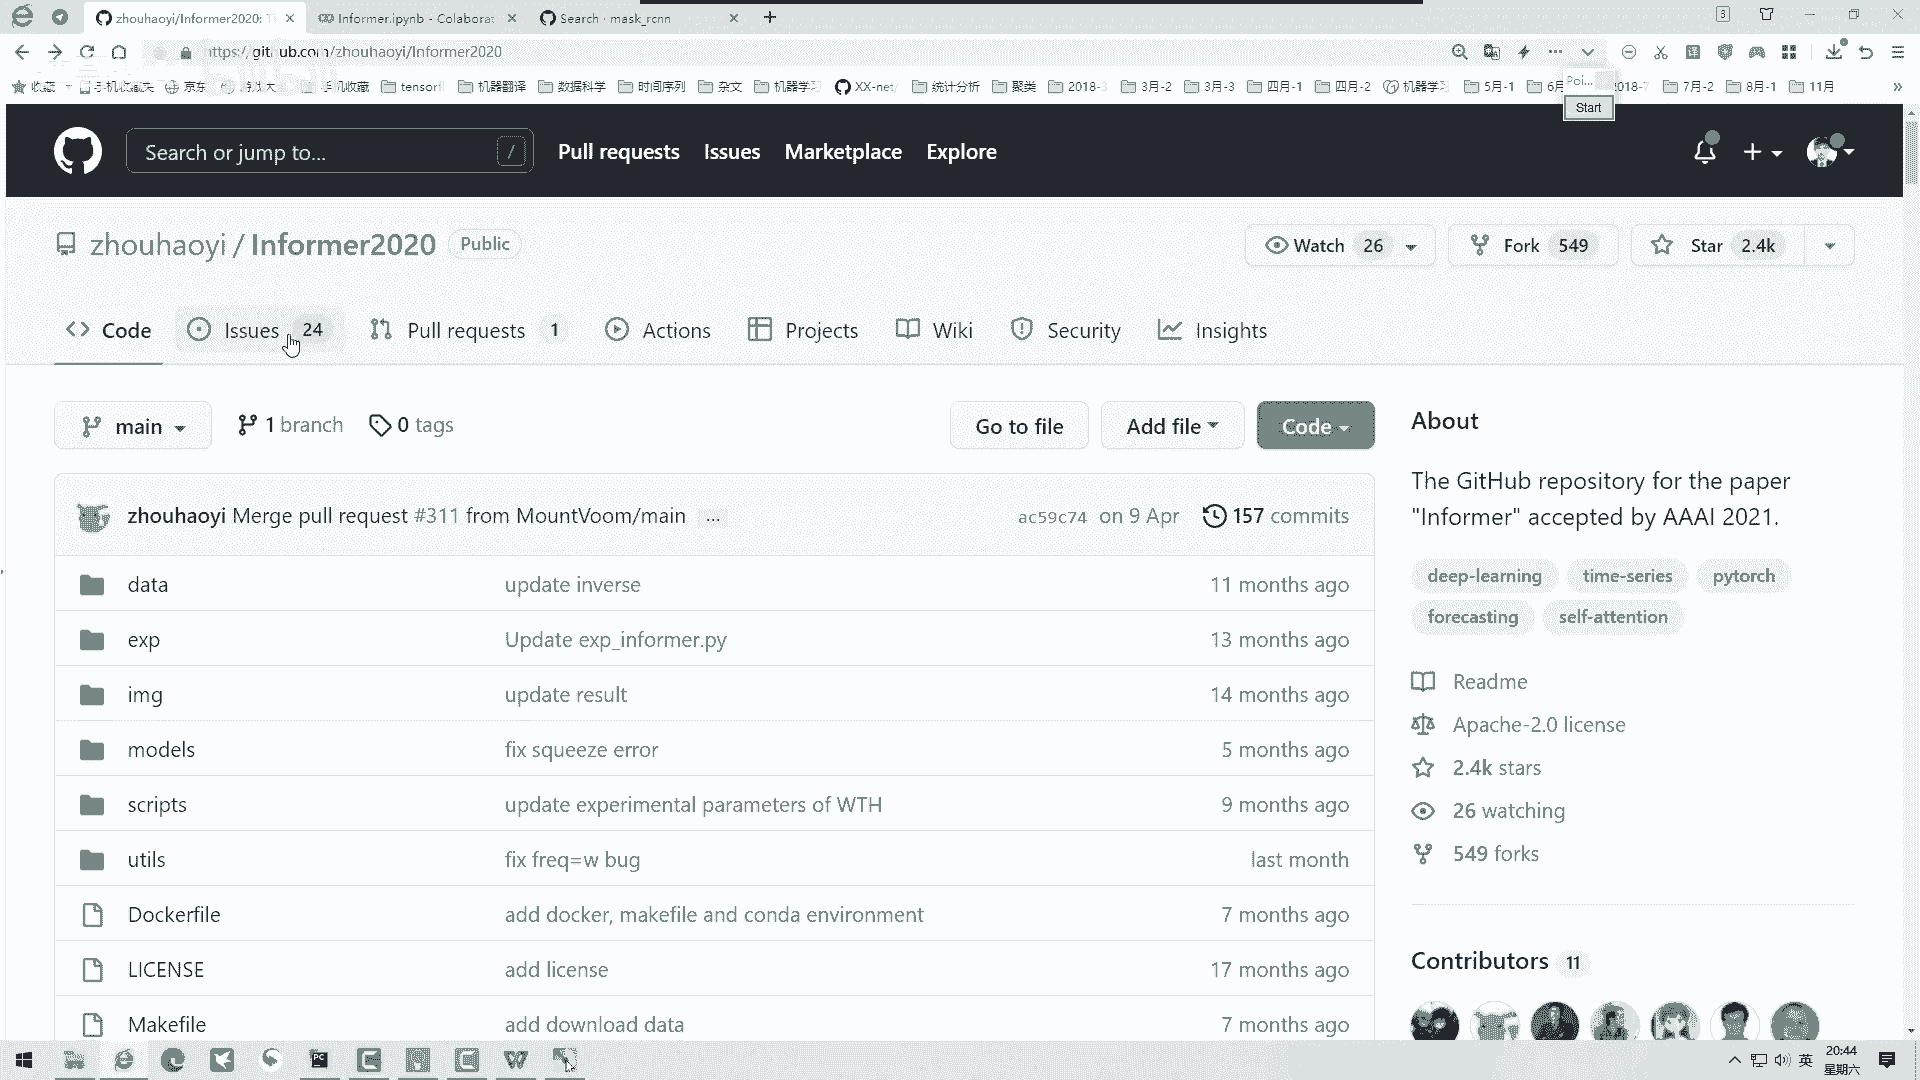 zhouhaoyi/Informer2020: T
Informer.ipynb - Colaborat
Search · mask_rcnn
3
https://github.com/zhouhaoyi/Informer2020
收藏
手机收藏夹
京东
游戏大
手机收藏
tensorfl
机器翻译
数据科学
时间序列
杂文
机器学习
XX-net
统计分析
聚类
2018-3
3月-2
3月-3
四月-1
四月-2
机器学习
5月-1
6月
2018-7
7月-2
8月-1
11月
Poi...
Start
Search or jump to...
/
Pull requests
Issues
Marketplace
Explore
zhouhaoyi / Informer2020
Public
Watch 26
Fork 549
Star 2.4k
Code
Issues 24
Pull requests 1
Actions
Projects
Wiki
Security
Insights
main
1 branch
0 tags
Go to file
Add file
Code
zhouhaoyi Merge pull request #311 from MountVoom/main ...
ac59c74 on 9 Apr
157 commits
data update inverse 11 months ago
exp Update exp_informer.py 13 months ago
img update result 14 months ago
models fix squeeze error 5 months ago
scripts update experimental parameters of WTH 9 months ago
utils fix freq=w bug last month
Dockerfile add docker, makefile and conda environment 7 months ago
LICENSE add license 17 months ago
Makefile add download data 7 months ago
About
The GitHub repository for the paper
"Informer" accepted by AAAI 2021.
deep-learning
time-series
pytorch
forecasting
self-attention
Readme
Apache-2.0 license
2.4k stars
26 watching
549 forks
Contributors 11
英
20:44
星期六